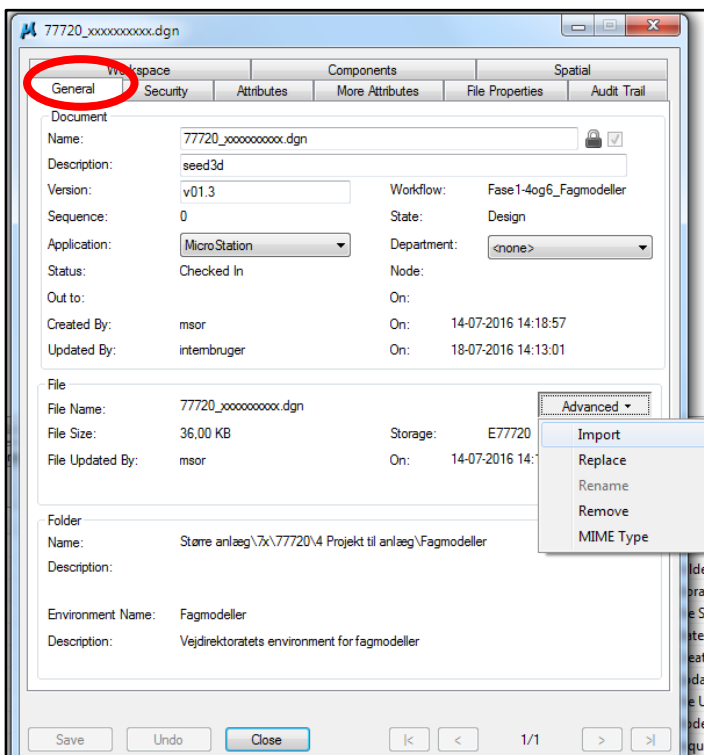 77720_xxxxxxxxxx.dgn
Workspace Components Spatial
General Security Attributes More Attributes File Properties Audit Trail
Document
Name: 77720_xxxxxxxxxx.dgn
Description: seed3d
Version: v01.3 Workflow: Fase1-4og6_Fagmodeller
Sequence: 0 State: Design
Application: MicroStation Department: <none>
Status: Checked In Node:
Out to: On:
Created By: msor On: 14-07-2016 14:18:57
Updated By: internbruger On: 18-07-2016 14:13:01
File
File Name: 77720_xxxxxxxxxx.dgn Advanced
File Size: 36,00 KB Storage: E77720 Import
File Updated By: msor On: 14-07-2016 14: Replace
Rename
Remove
MIME Type
Folder
Name: Større anlæg\7x\77720\4 Projekt til anlæg\Fagmodeller
Description:
Environment Name: Fagmodeller
Description: Vejdirektoratets environment for fagmodeller
Save Undo Close |< < 1/1 > >|